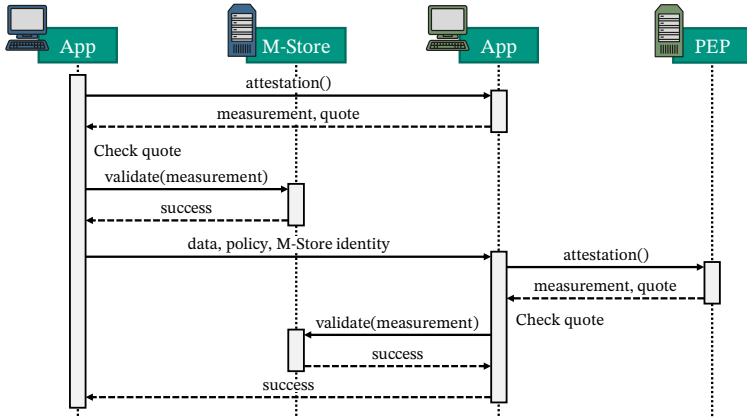 App
M-Store
App
PEP
attestation()
measurement, quote
Check quote
validate(measurement)
success
data, policy, M-Store identity
attestation()
measurement, quote
Check quote
validate(measurement)
success
success